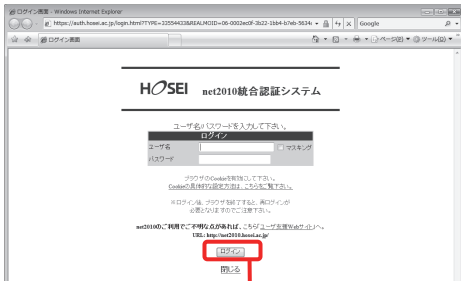 ログイン画面 - Windows Internet Explorer
Google
ログイン画面
ページ(P) ツール(O)
HOSEI net2010統合認証システム
ユーザ名/パスワードを入力して下さい。
ログイン
ユーザ名
マスキング
パスワード
ブラウザのCookieを有効にして下さい。
Cookieの具体的な設定方法は、こちらをご覧下さい。
※ログイン後、ブラウザを終了すると、再ログインが
必要となりますのでご注意下さい。
net2010のご利用でご不明な点があれば、こちら「ユーザ支援Webサイト」へ。
URL: http://net2010.hosei.ac.jp/
ログイン
閉じる